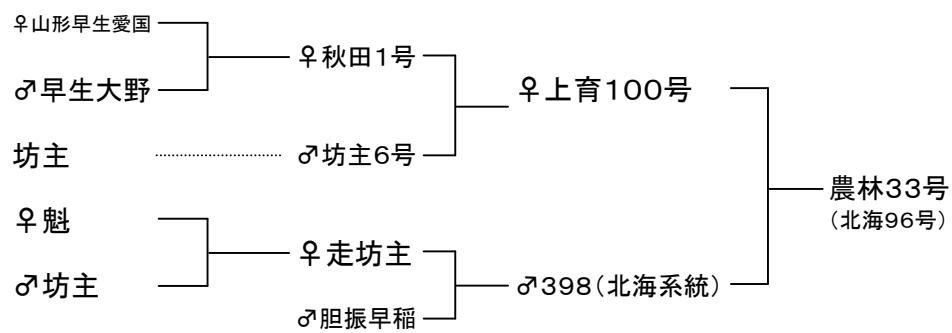 ♀山形早生愛国
♂早生大野
♀秋田1号
坊主
♂坊主6号
♀上育100号
♀魁
♂坊主
♀走坊主
♂胆振早稲
♂398(北海系統)
農林33号
(北海96号)